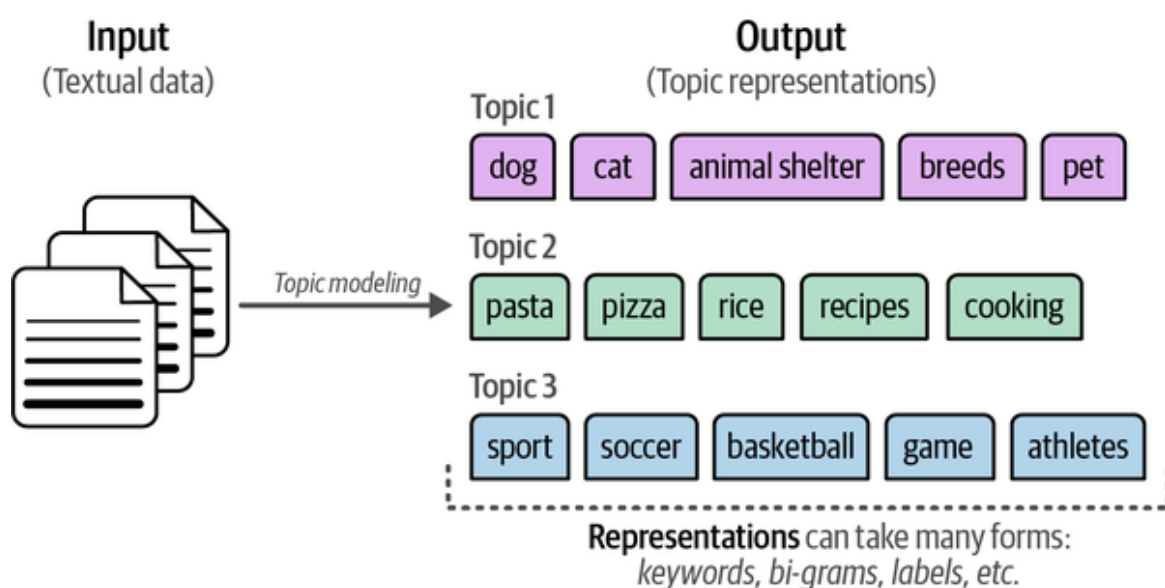 Input
(Textual data)
Topic modeling
Output
(Topic representations)
Topic 1
dog cat animal shelter breeds pet
Topic 2
pasta pizza rice recipes cooking
Topic 3
sport soccer basketball game athletes
Representations can take many forms:
keywords, bi-grams, labels, etc.